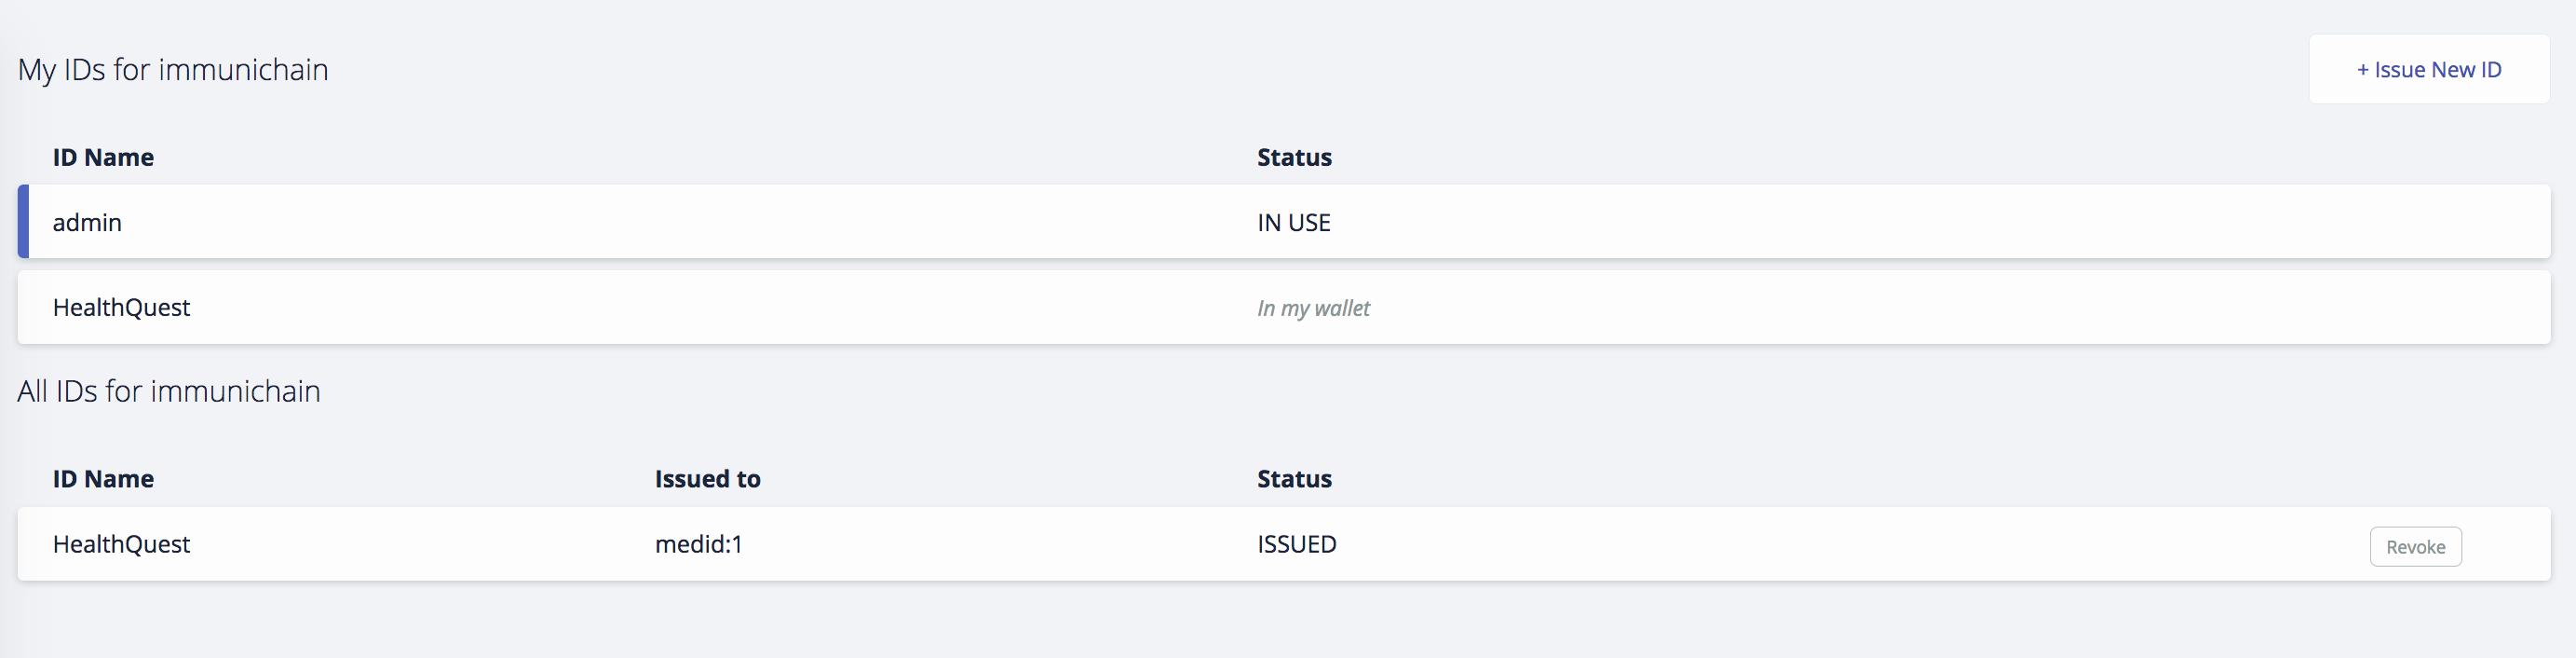 My IDs for immunichain
+ Issue New ID
ID Name Status
admin IN USE
HealthQuest In my wallet
All IDs for immunichain
ID Name Issued to Status
HealthQuest medid:1 ISSUED Revoke